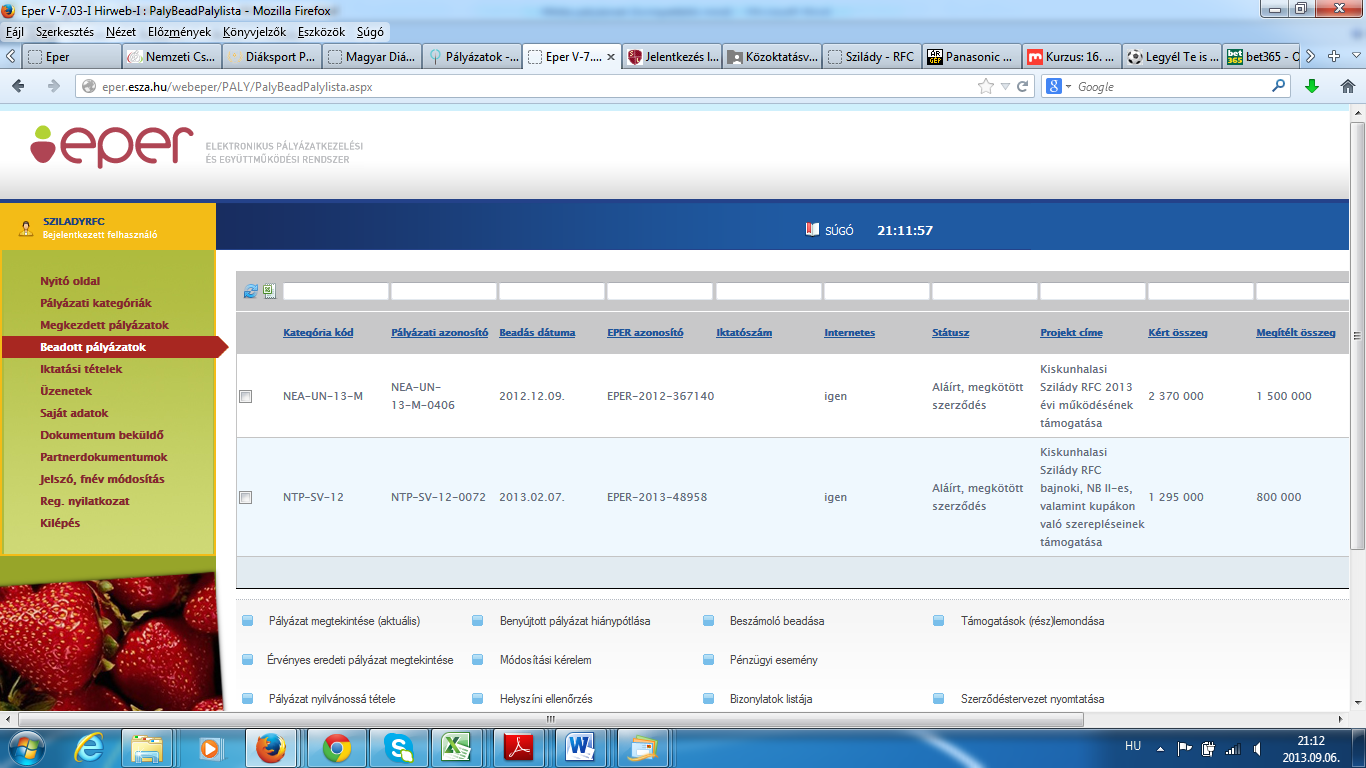 Eper V-7.03-I Hirweb-I : PalyBeadPalylista - Mozilla Firefox
Fájl Szerkesztés Nézet Előzmények Könyvjelzők Eszközök Súgó
Eper Nemzeti Cs... Diáksport P... Magyar Diá... Pályázatok -... Eper V-7.... Jelentkezés I... Közoktatásv... Szilády - RFC Panasonic ... Kurzus: 16. ... Legyél Te is ... bet365 - O
eper.esza.hu/webeper/PALY/PalyBeadPalylista.aspx Google
eper ELEKTRONIKUS PÁLYÁZATKEZELÉSI
ÉS EGYÜTTMŰKÖDÉSI RENDSZER
SZILADYRFC
Bejelentkezett felhasználó
SÚGÓ 21:11:57
Nyitó oldal
Pályázati kategóriák
Megkezdett pályázatok
Beadott pályázatok
Iktatási tételek
Üzenetek
Saját adatok
Dokumentum beküldő
Partnerdokumentumok
Jelszó, fnév módosítás
Reg. nyilatkozat
Kilépés
Kategória kód Pályázati azonosító Beadás dátuma EPER azonosító Iktatószám Internetes Státusz Projekt címe Kért összeg Megítélt összeg
NEA-UN-13-M NEA-UN-
13-M-0406 2012.12.09. EPER-2012-367140 igen Aláírt, megkötött
szerződés Kiskunhalasi
Szilády RFC 2013
évi működésének
támogatása 2 370 000 1 500 000
NTP-SV-12 NTP-SV-12-0072 2013.02.07. EPER-2013-48958 igen Aláírt, megkötött
szerződés Kiskunhalasi
Szilády RFC
bajnoki, NB II-es,
valamint kupákon
való szerepléseinek
támogatása 1 295 000 800 000
Pályázat megtekintése (aktuális) Benyújtott pályázat hiánypótlása Beszámoló beadása Támogatások (rész)lemondása
Érvényes eredeti pályázat megtekintése Módosítási kérelem Pénzügyi esemény
Pályázat nyilvánossá tétele Helyszíni ellenőrzés Bizonylatok listája Szerződéstervezet nyomtatása
HU 21:12
2013.09.06.